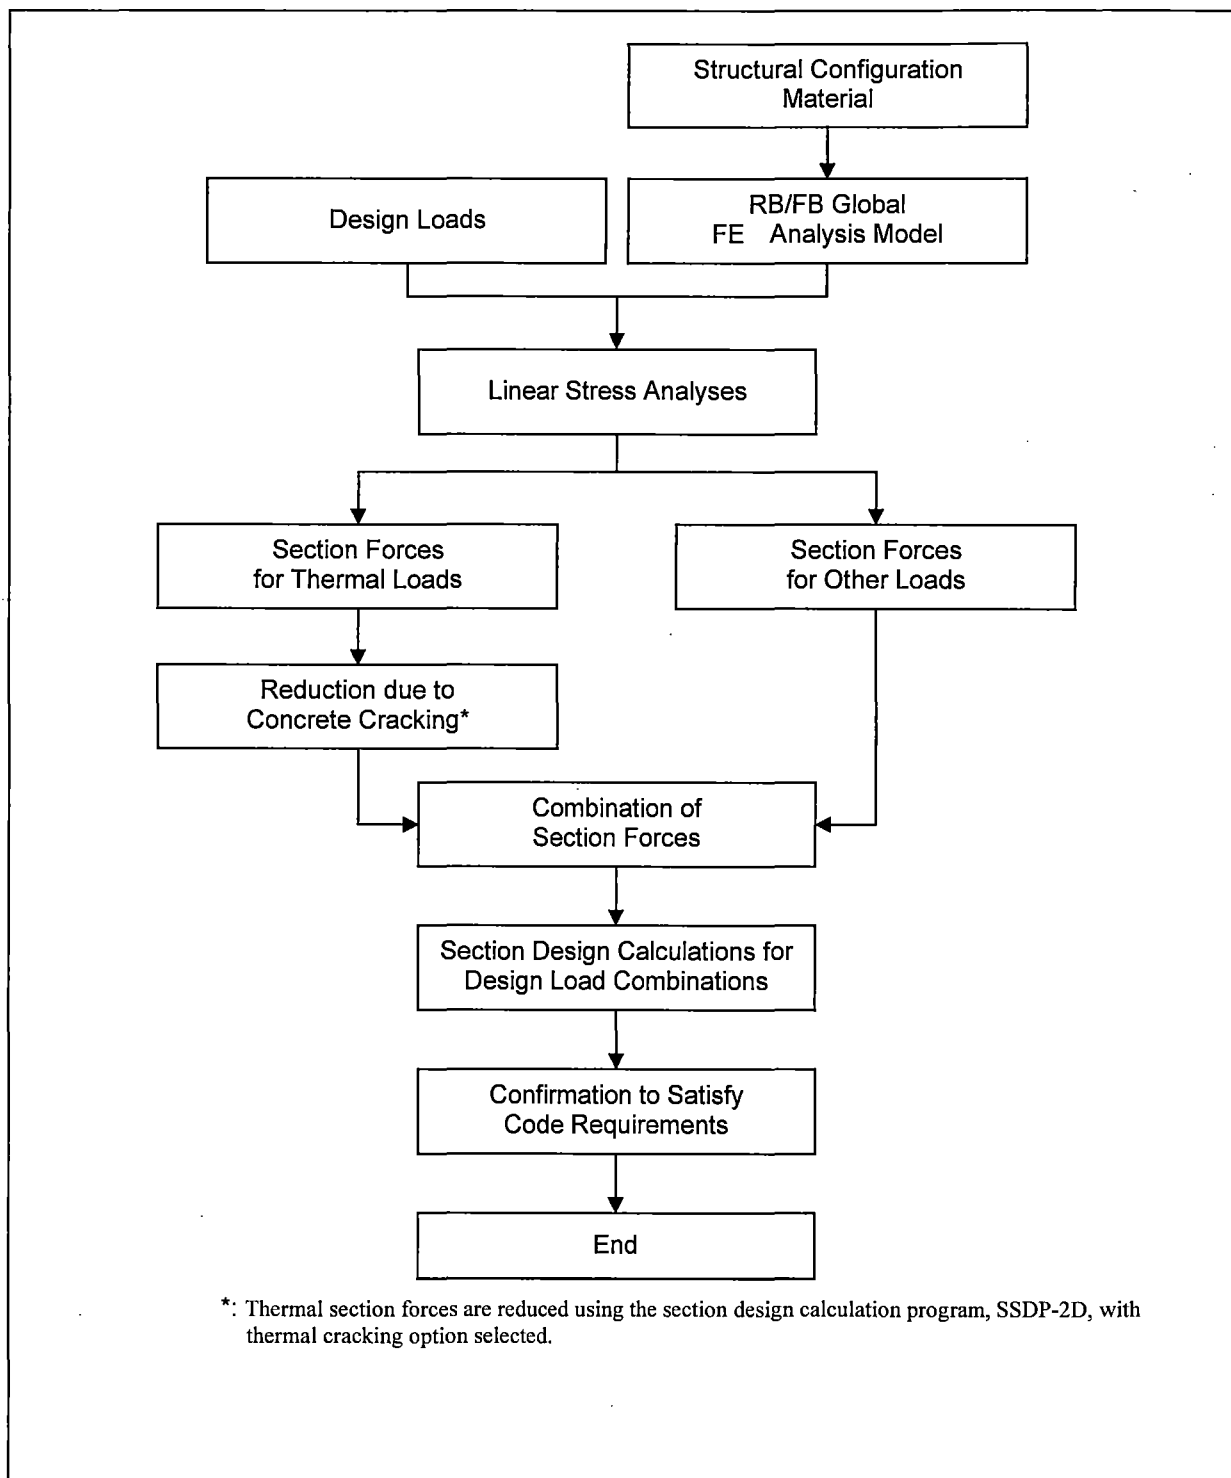 Structural Configuration
Material
Design Loads
RB/FB Global
FE Analysis Model
Linear Stress Analyses
Section Forces
for Thermal Loads
Section Forces
for Other Loads
Reduction due to
Concrete Cracking*
Combination of
Section Forces
Section Design Calculations for
Design Load Combinations
Confirmation to Satisfy
Code Requirements
End
*: Thermal section forces are reduced using the section design calculation program, SSDP-2D, with
thermal cracking option selected.